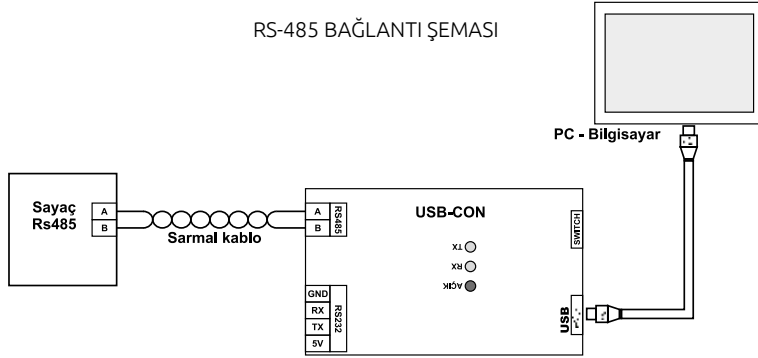 RS-485 BAĞLANTI ŞEMASI
PC - Bilgisayar
Sayaç
Rs485
A
B
Sarmal kablo
A
B
RS485
USB-CON
SWITCH
TX
RX
AÇIK
GND
RX
TX
5V
RS232
USB